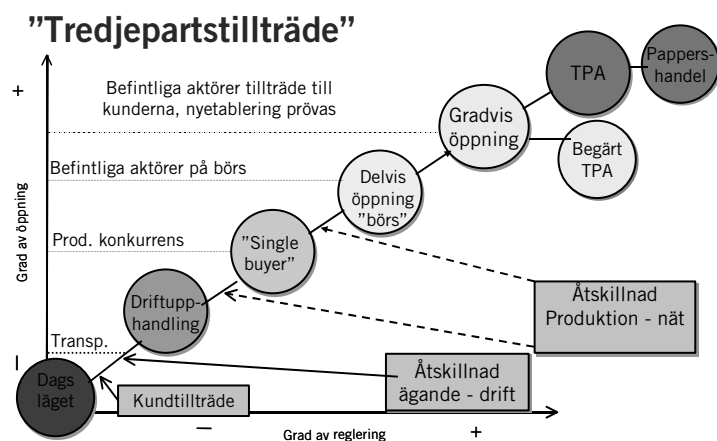 ”Tredjepartstillträde”
+
Befintliga aktörer tillträde till
kunderna, nyetablering prövas
TPA
Pappers-
handel
Gradvis
öppning
Begärt
TPA
Befintliga aktörer på börs
Delvis
öppning
”börs”
Grad av öppning
Prod. konkurrens
”Single
buyer”
Åtskillnad
Produktion - nät
Driftupp-
handling
Transp.
–
Dags
läget
Kundtillträde
Åtskillnad
ägande - drift
–
Grad av reglering
+